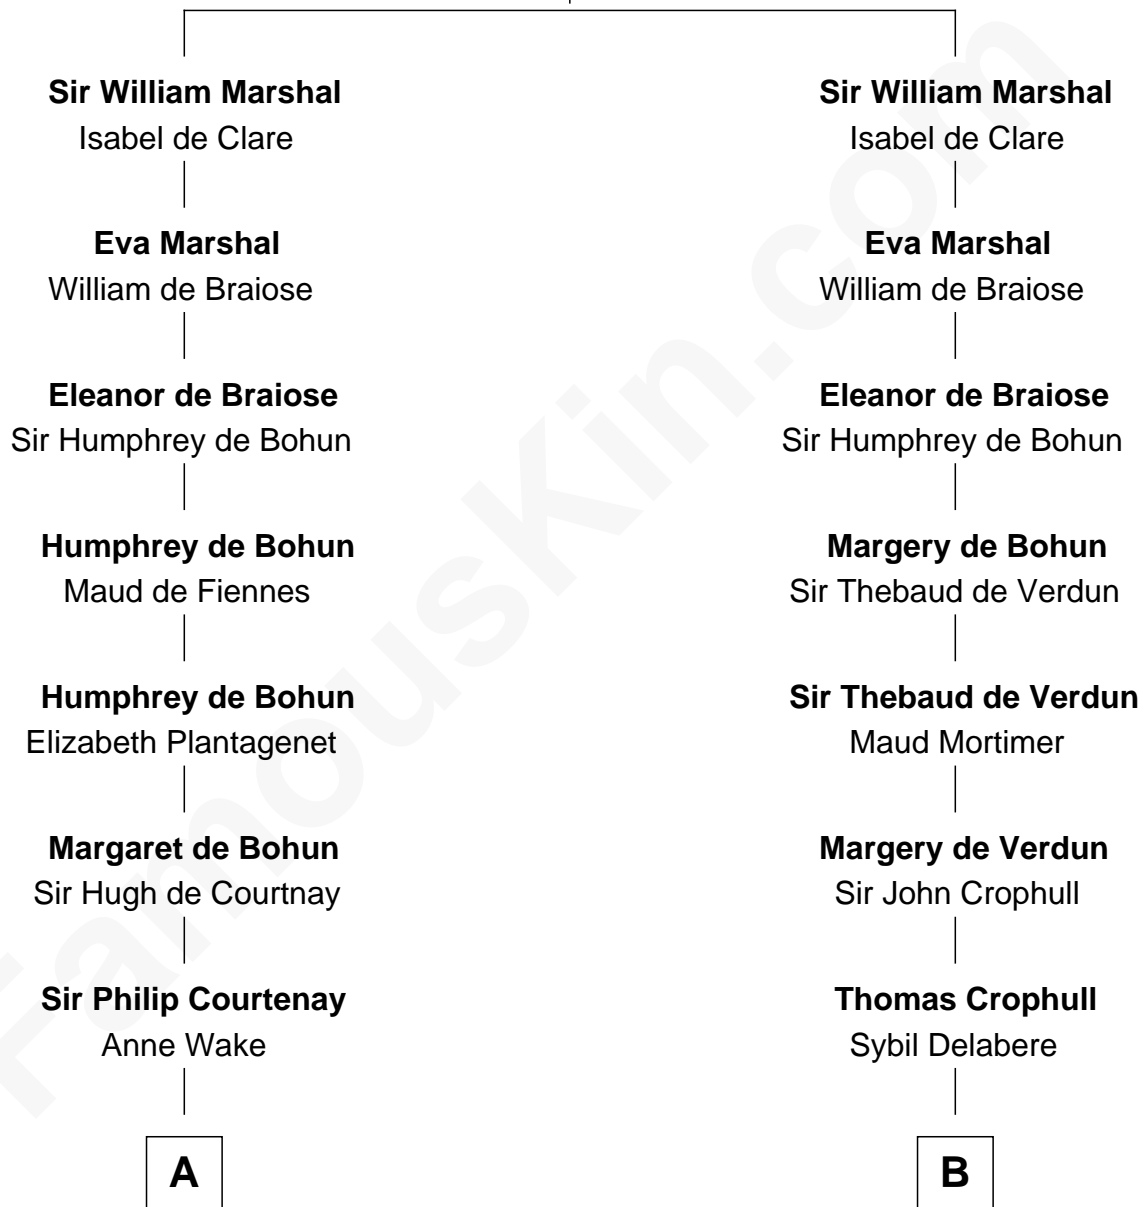 Sir William Marshal
Isabel de Clare
Eva Marshal
William de Braiose
Eleanor de Braiose
Sir Humphrey de Bohun
Humphrey de Bohun
Maud de Fiennes
Humphrey de Bohun
Elizabeth Plantagenet
Margaret de Bohun
Sir Hugh de Courtnay
Sir Philip Courtenay
Anne Wake
A
Sir William Marshal
Isabel de Clare
Eva Marshal
William de Braiose
Eleanor de Braiose
Sir Humphrey de Bohun
Margery de Bohun
Sir Thebaud de Verdun
Sir Thebaud de Verdun
Maud Mortimer
Margery de Verdun
Sir John Crophull
Thomas Crophull
Sybil Delabere
B
FamousKin.com